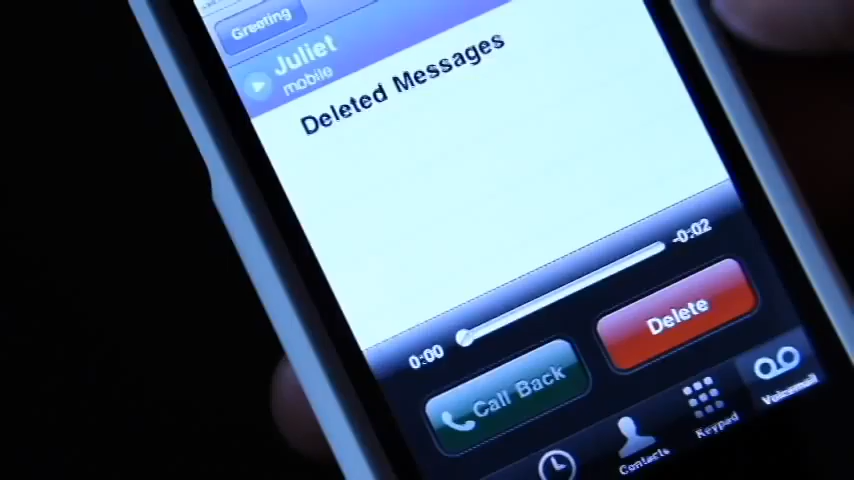 Greeting
Juliet
mobile
Deleted Messages
0:00
-0:02
Call Back
Delete
Contacts
Keypad
Voicemail